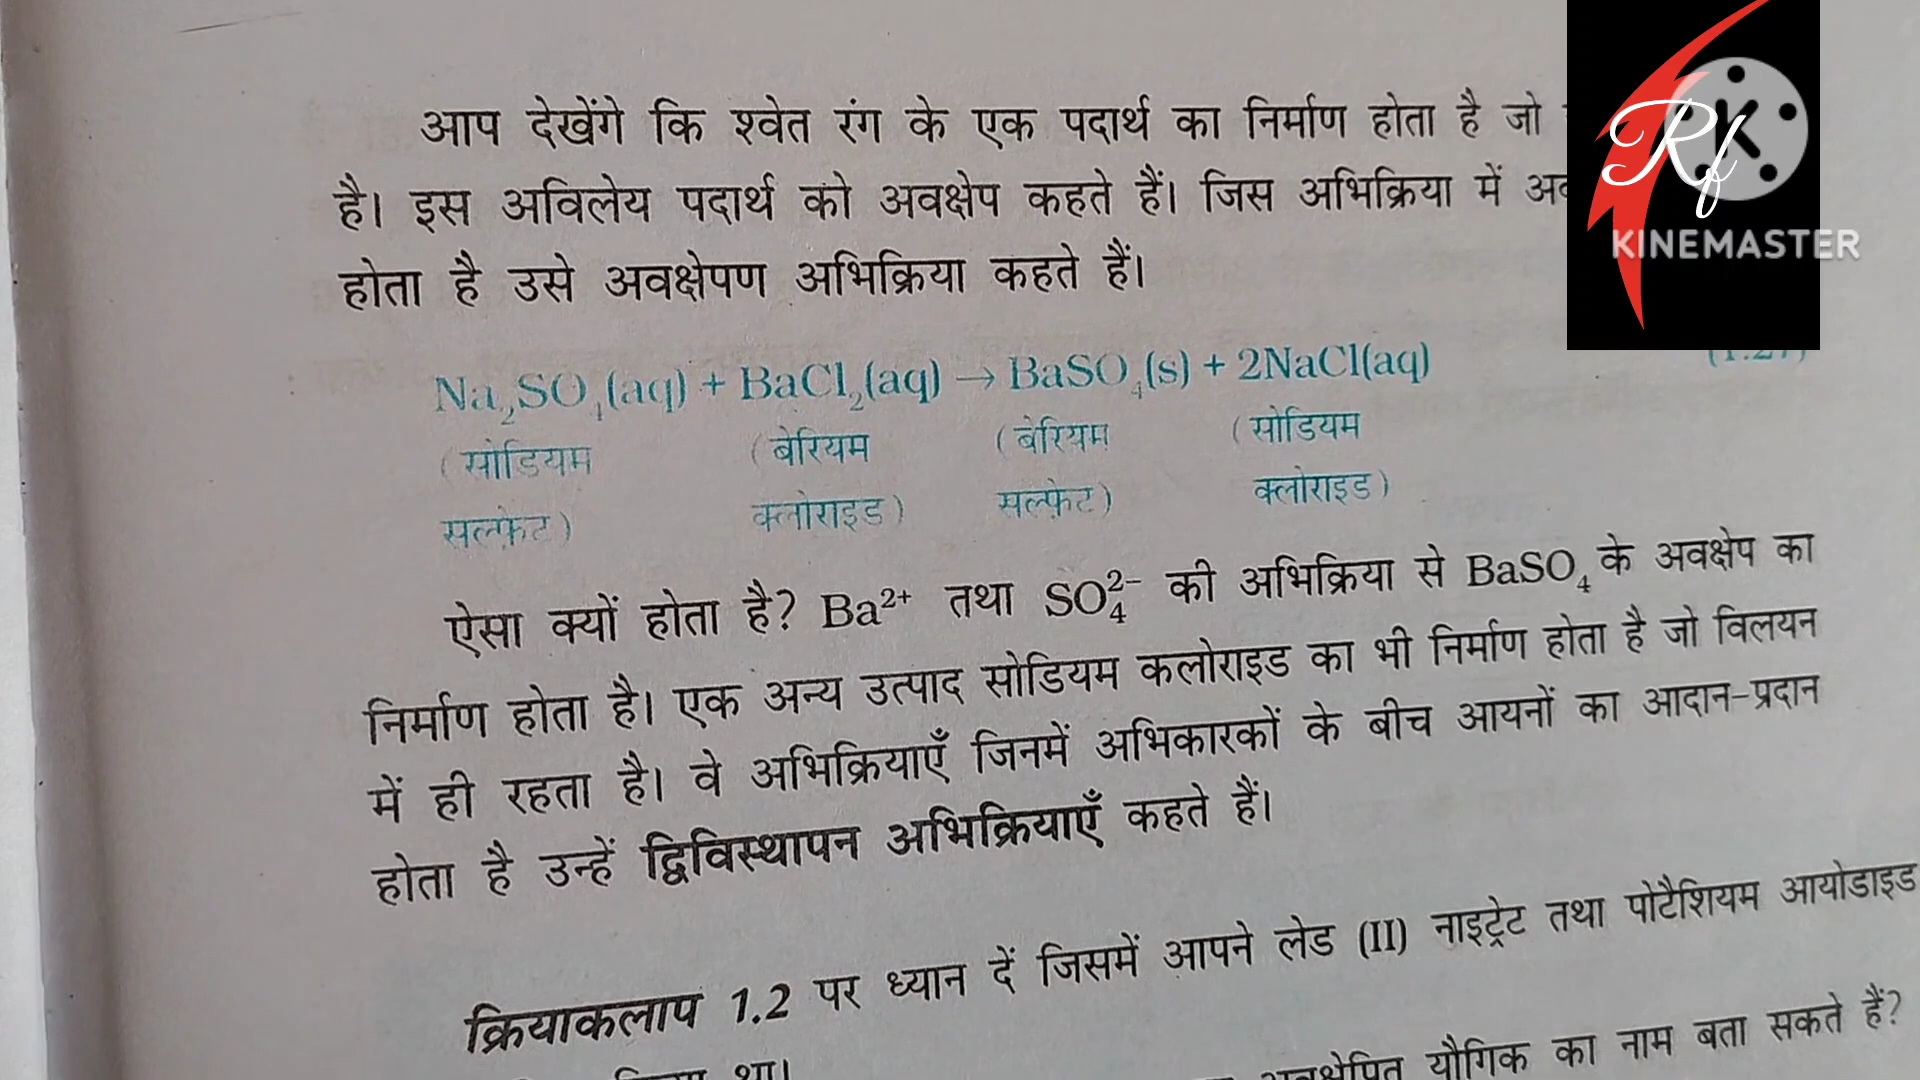 आप देखेंगे कि श्वेत रंग के एक पदार्थ का निर्माण होता है जो
है। इस अविलेय पदार्थ को अवक्षेप कहते हैं। जिस अभिक्रिया में
होता है उसे अवक्षेपण अभिक्रिया कहते हैं।
Rf
KINEMASTER
Na₂SO₄(aq) + BaCl₂(aq) → BaSO₄(s) + 2NaCl(aq)
(सोडियम (बेरियम (बेरियम (सोडियम
सल्फ़ेट) क्लोराइड) सल्फ़ेट) क्लोराइड)
ऐसा क्यों होता है? Ba²⁺ तथा SO₄²⁻ की अभिक्रिया से BaSO₄ के अवक्षेप का
निर्माण होता है। एक अन्य उत्पाद सोडियम कलोराइड का भी निर्माण होता है जो विलयन
में ही रहता है। वे अभिक्रियाएँ जिनमें अभिकारकों के बीच आयनों का आदान-प्रदान
होता है उन्हें द्विविस्थापन अभिक्रियाएँ कहते हैं।
क्रियाकलाप 1.2 पर ध्यान दें जिसमें आपने लेड (II) नाइट्रेट तथा पोटैशियम आयोडाइड
था। अवक्षेपित यौगिक का नाम बता सकते हैं?